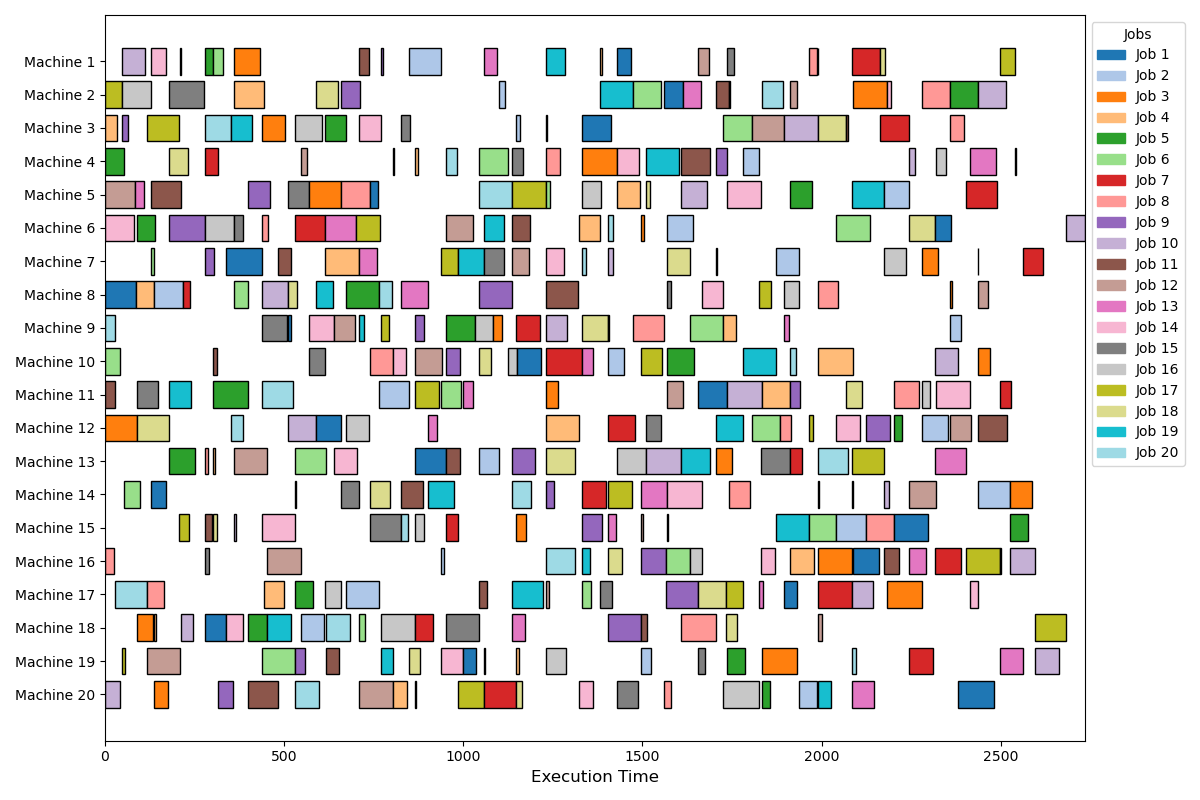 Machine 1
Machine 2
Machine 3
Machine 4
Machine 5
Machine 6
Machine 7
Machine 8
Machine 9
Machine 10
Machine 11
Machine 12
Machine 13
Machine 14
Machine 15
Machine 16
Machine 17
Machine 18
Machine 19
Machine 20
0 500 1000 1500 2000 2500
Execution Time
Jobs
Job 1
Job 2
Job 3
Job 4
Job 5
Job 6
Job 7
Job 8
Job 9
Job 10
Job 11
Job 12
Job 13
Job 14
Job 15
Job 16
Job 17
Job 18
Job 19
Job 20